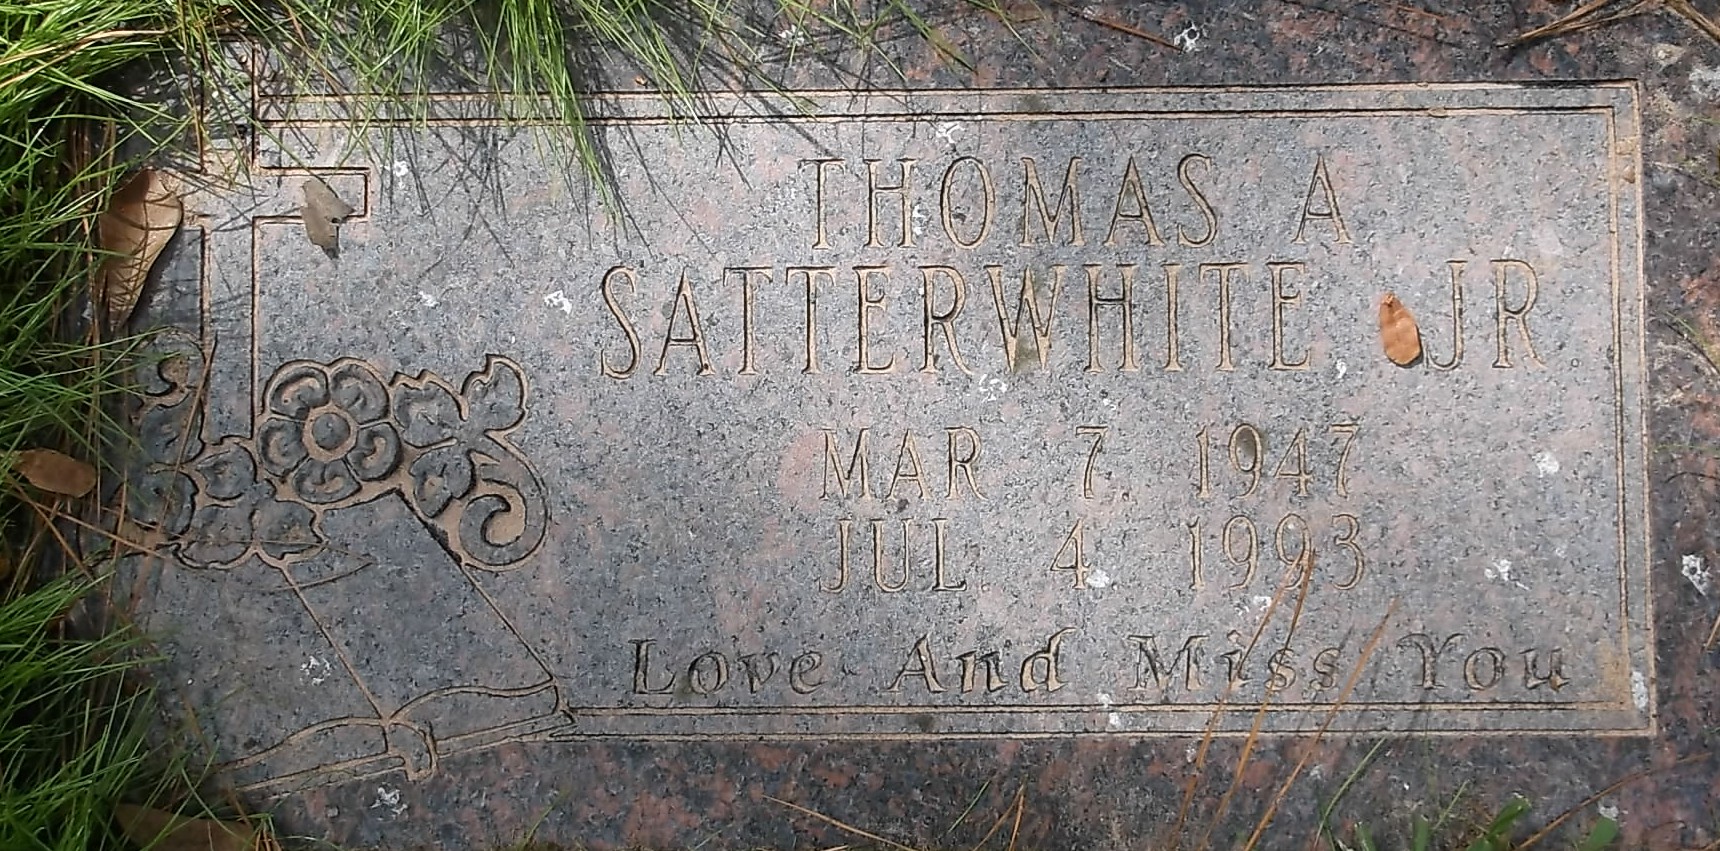 THOMAS A
SATTERWHITE JR
MAR 7, 1947
JUL. 4 1993
Love And Miss You